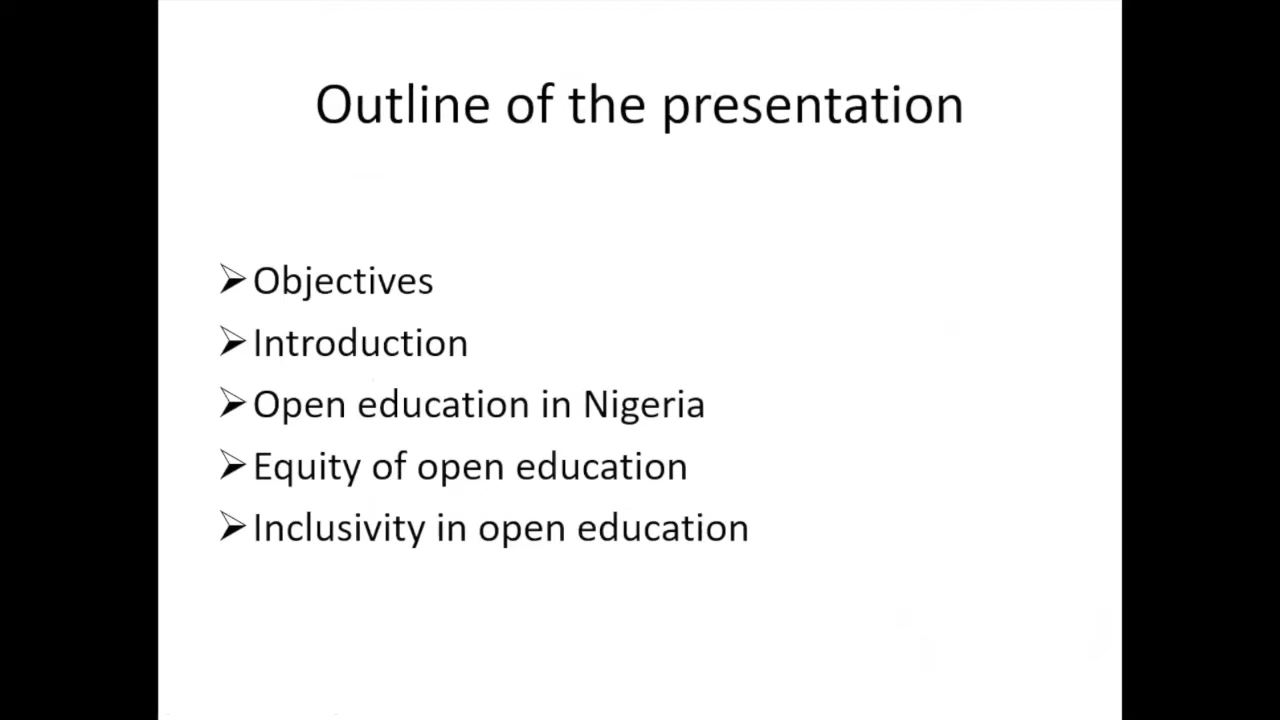 Outline of the presentation
➢Objectives
➢Introduction
➢Open education in Nigeria
➢Equity of open education
➢Inclusivity in open education